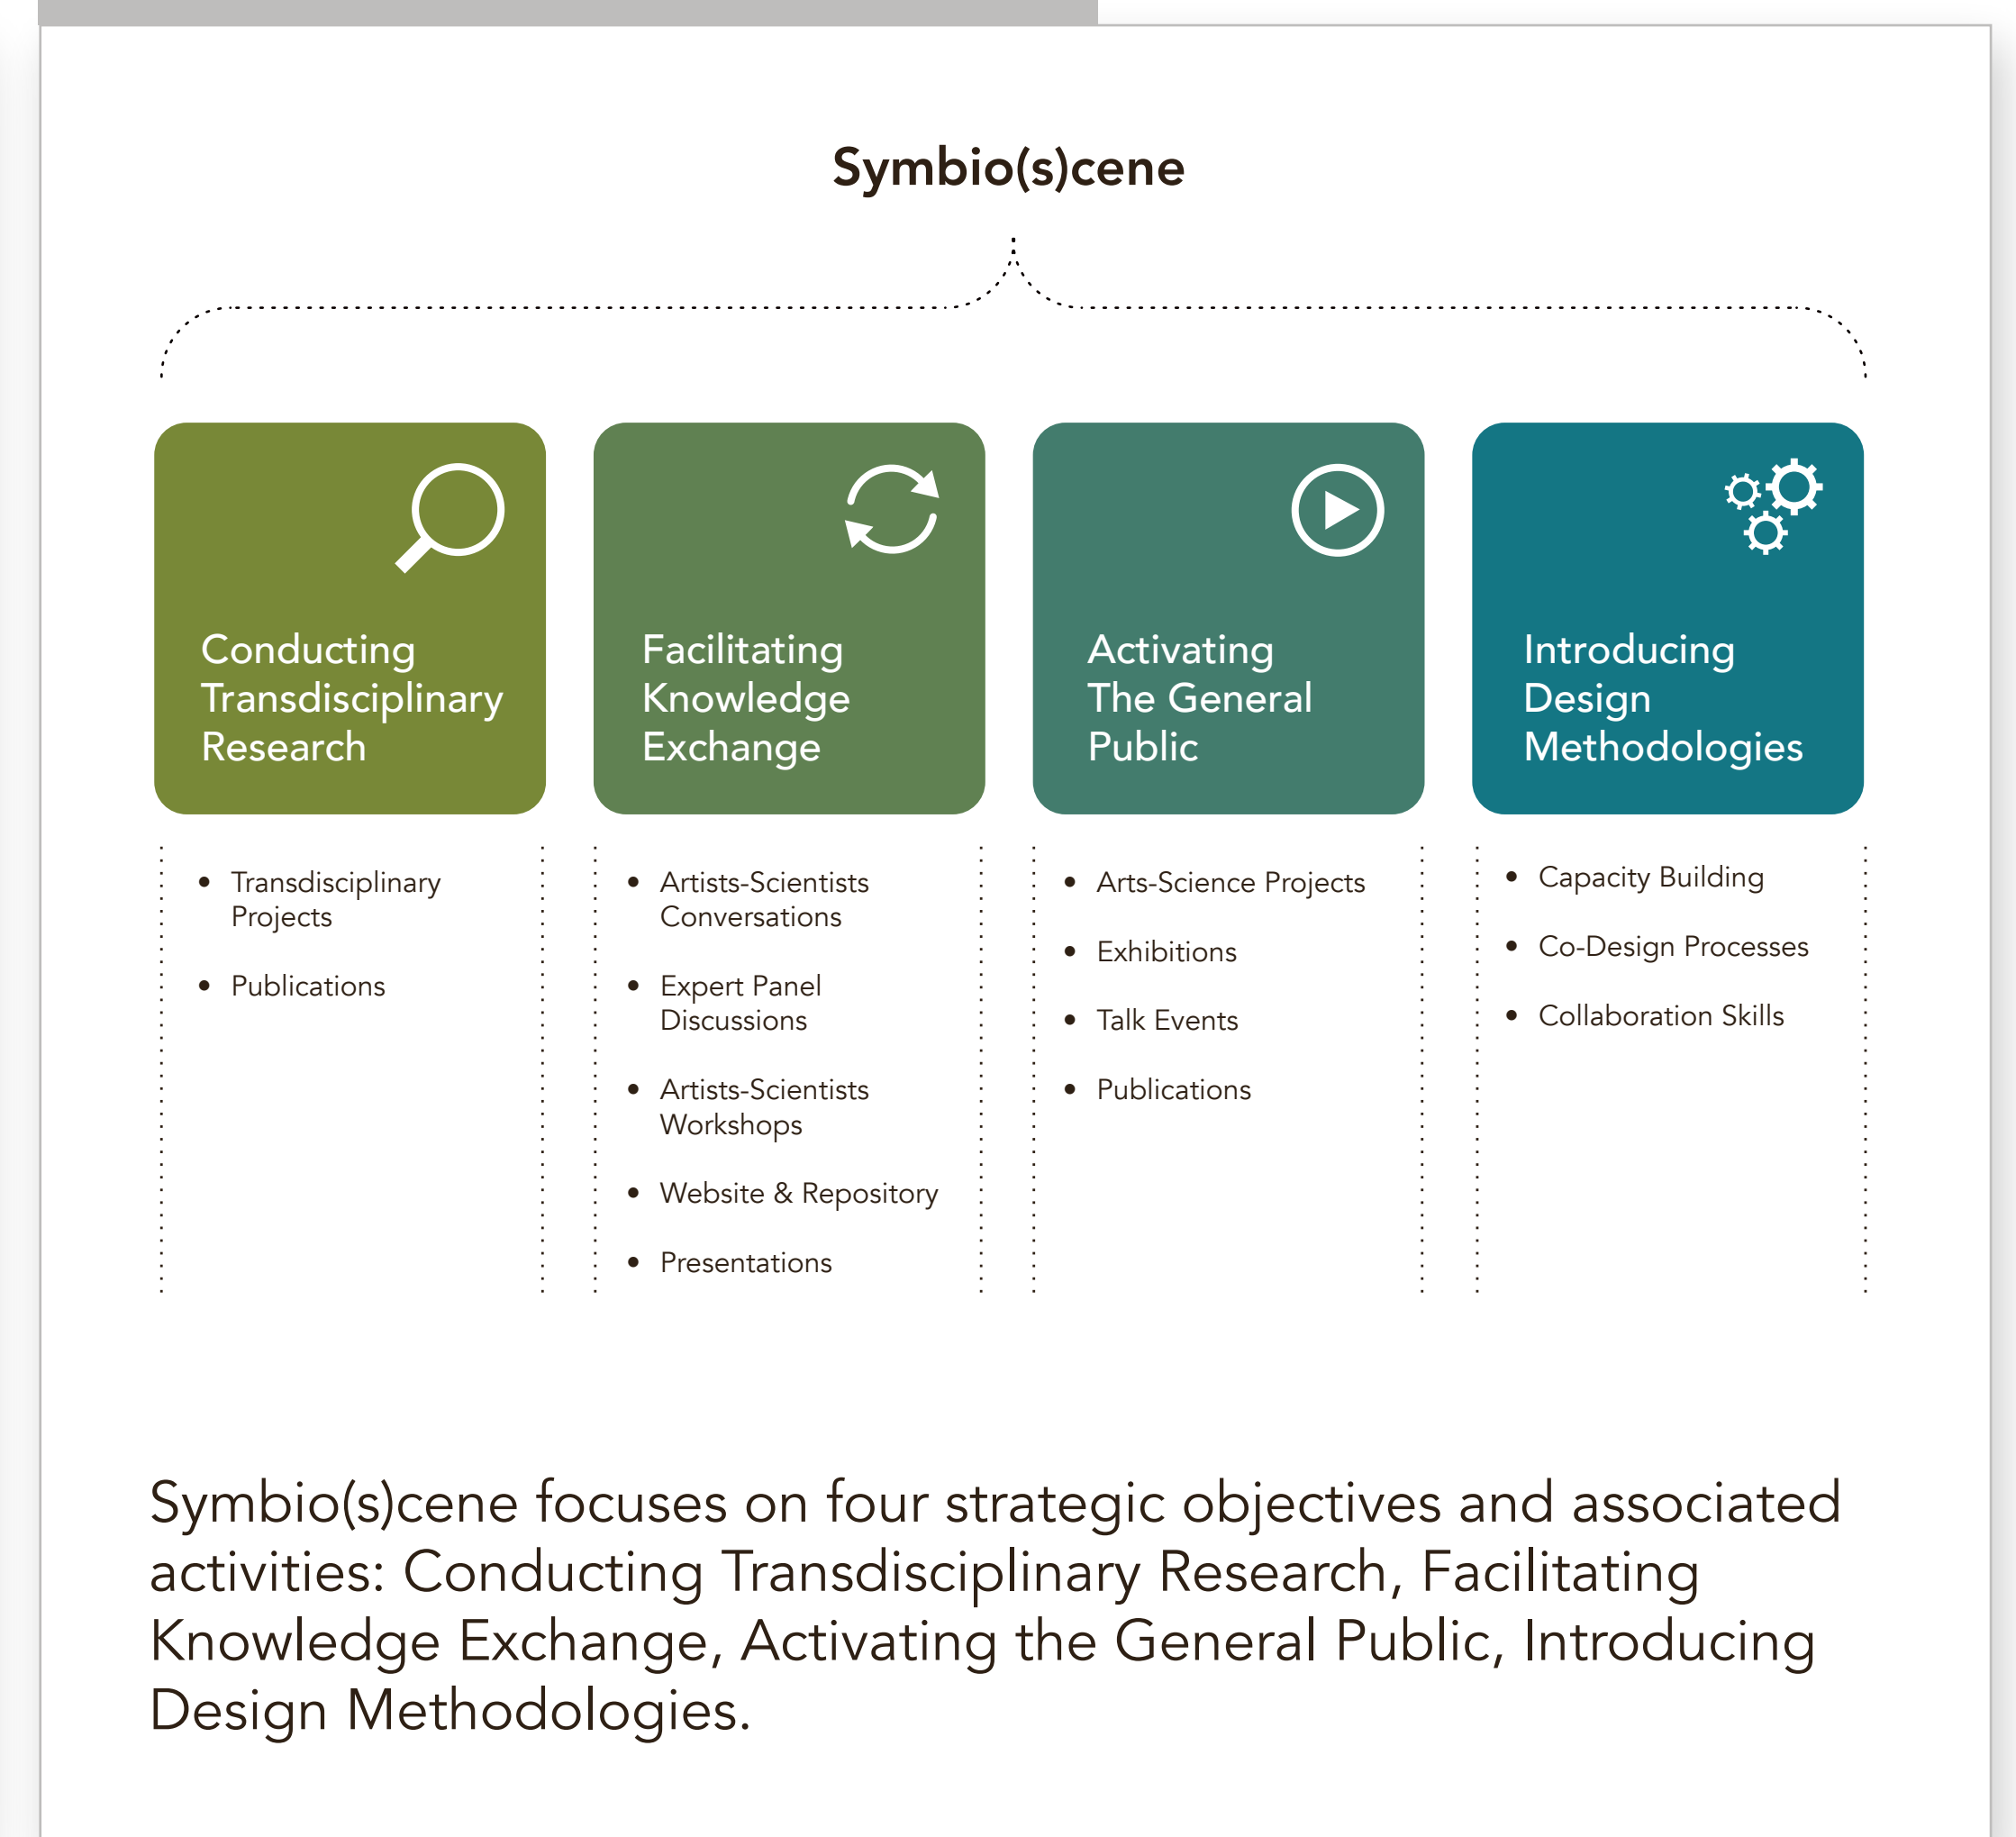 Symbio(s)cene
Conducting
Transdisciplinary
Research
Facilitating
Knowledge
Exchange
Activating
The General
Public
Introducing
Design
Methodologies
• Transdisciplinary
Projects
• Publications
• Artists-Scientists
Conversations
• Expert Panel
Discussions
• Artists-Scientists
Workshops
• Website & Repository
• Presentations
• Arts-Science Projects
• Exhibitions
• Talk Events
• Publications
• Capacity Building
• Co-Design Processes
• Collaboration Skills
Symbio(s)cene focuses on four strategic objectives and associated
activities: Conducting Transdisciplinary Research, Facilitating
Knowledge Exchange, Activating the General Public, Introducing
Design Methodologies.